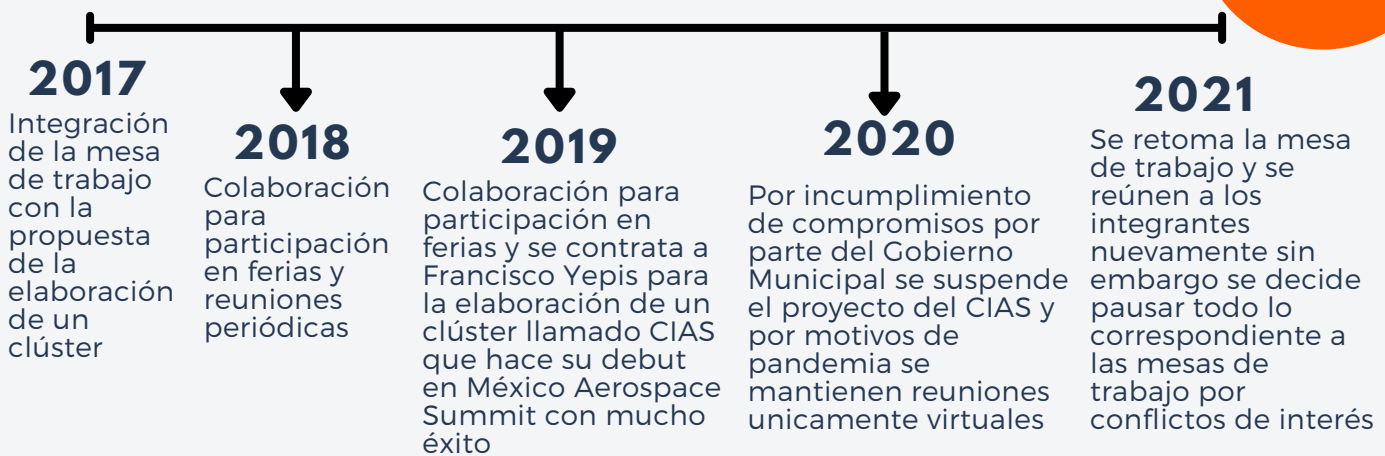 2017
Integración
de la mesa
de trabajo
con la
propuesta
de la
elaboración
de un
clúster
2018
Colaboración
para
participación
en ferias y
reuniones
periódicas
2019
Colaboración para
participación en
ferias y se contrata a
Francisco Yepis para
la elaboración de un
clúster llamado CIAS
que hace su debut
en México Aerospace
Summit con mucho
éxito
2020
Por incumplimiento
de compromisos por
parte del Gobierno
Municipal se suspende
el proyecto del CIAS y
por motivos de
pandemia se
mantienen reuniones
unicamente virtuales
2021
Se retoma la mesa
de trabajo y se
reúnen a los
integrantes
nuevamente sin
embargo se decide
pausar todo lo
correspondiente a
las mesas de
trabajo por
conflictos de interés